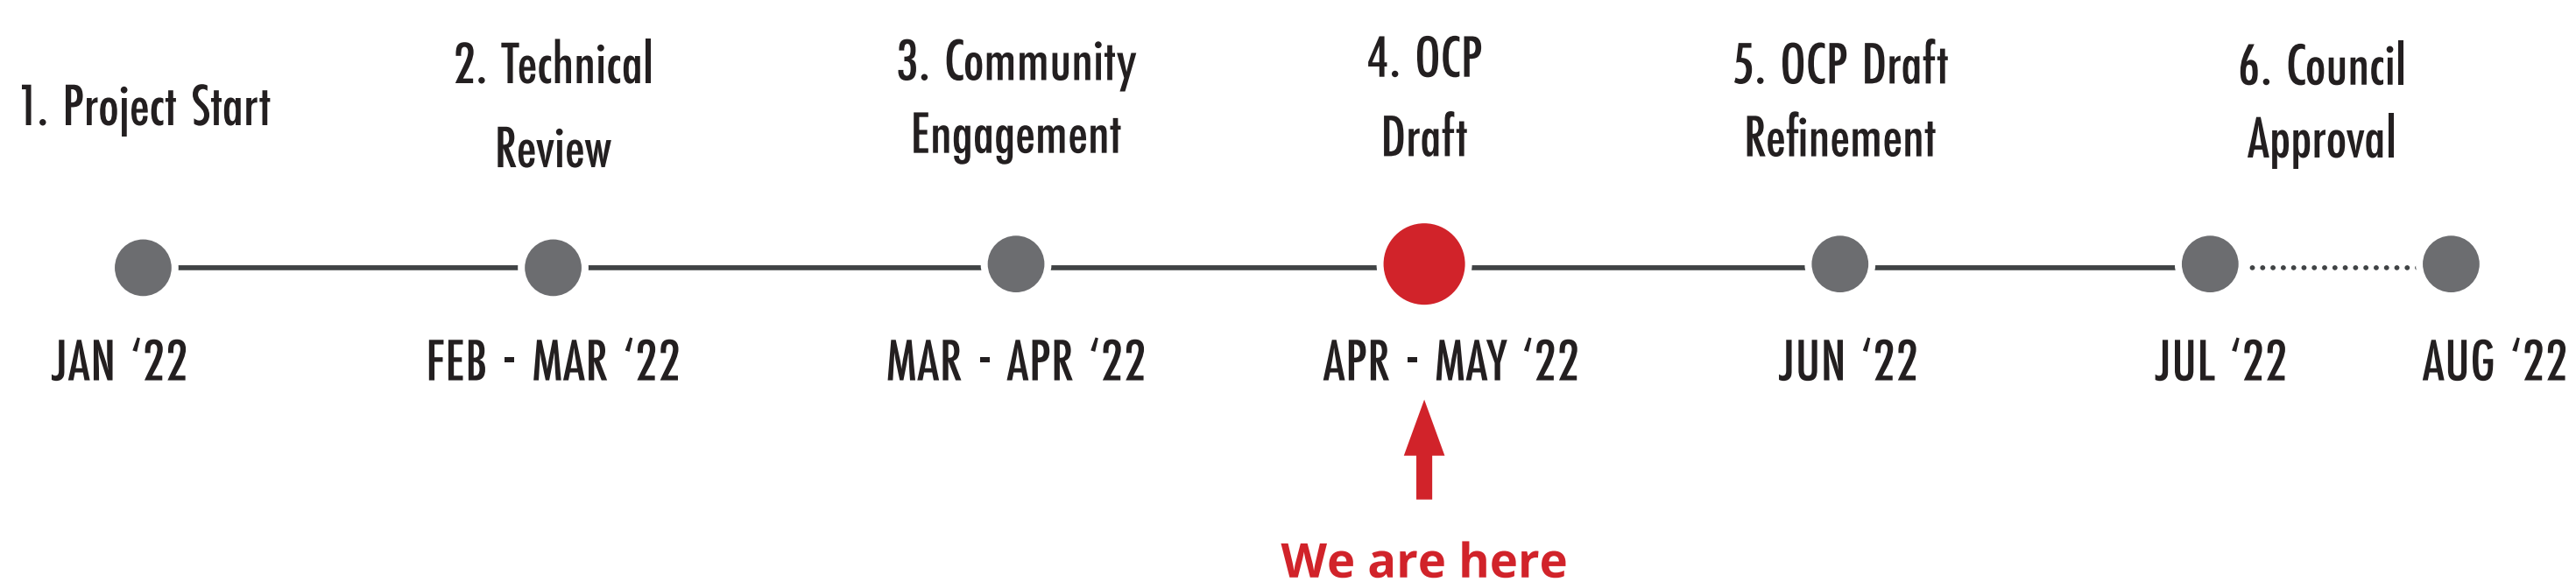 1. Project Start
2. Technical
Review
3. Community
Engagement
4. OCP
Draft
5. OCP Draft
Refinement
6. Council
Approval
JAN ‘22
FEB - MAR ‘22
MAR - APR ‘22
APR - MAY ‘22
JUN ‘22
JUL ‘22
AUG ‘22
We are here